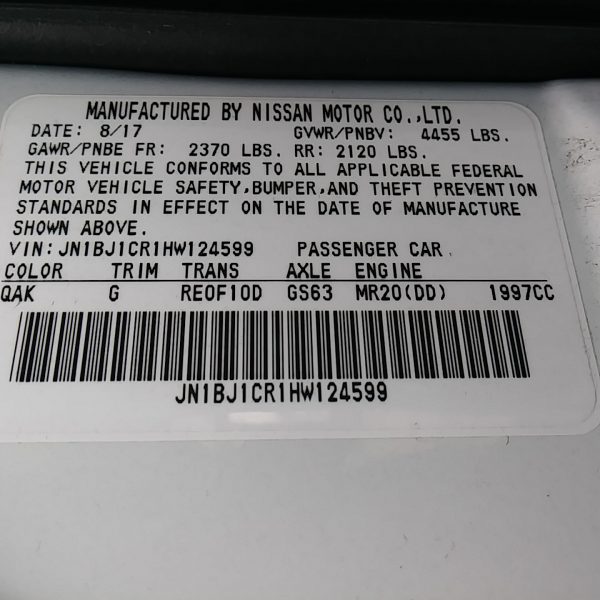 MANUFACTURED BY NISSAN MOTOR CO.,LTD.
DATE: 8/17 GVWR/PNBV: 4455 LBS.
GAWR/PNBE FR: 2370 LBS. RR: 2120 LBS.
THIS VEHICLE CONFORMS TO ALL APPLICABLE FEDERAL
MOTOR VEHICLE SAFETY,BUMPER,AND THEFT PREVENTION
STANDARDS IN EFFECT ON THE DATE OF MANUFACTURE
SHOWN ABOVE.
VIN: JN1BJ1CR1HW124599 PASSENGER CAR
COLOR TRIM TRANS AXLE ENGINE
QAK G RE0F10D GS63 MR20(DD) 1997CC
JN1BJ1CR1HW124599